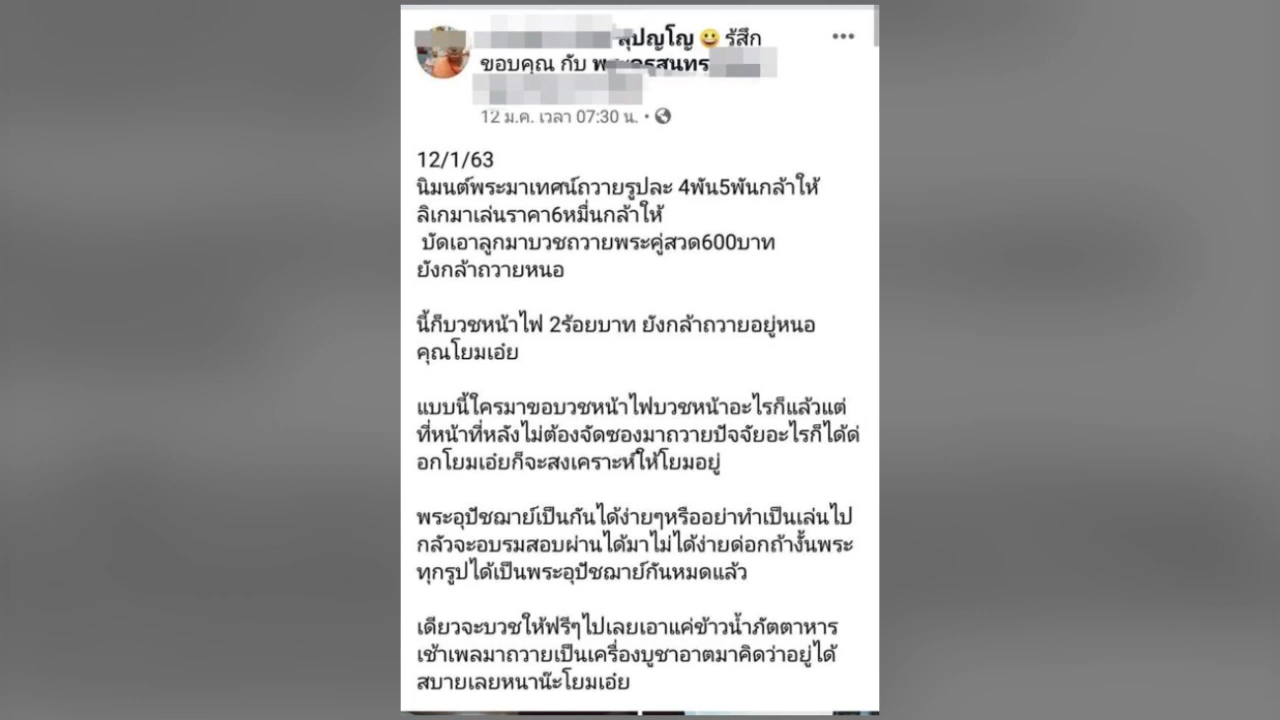 สุปญฺโญ 😀 รู้สึก
ขอบคุณ กับ
12 ม.ค. เวลา 07:30 น. •
12/1/63
นิมนต์พระมาเทศน์ถวายรูปละ 4พัน5พันกล้าให้
ลิเกมาเล่นราคา6หมื่นกล้าให้
บัดเอาลูกมาบวชถวายพระคู่สวด600บาท
ยังกล้าถวายหนอ
นี้ก็บวชหน้าไฟ 2ร้อยบาท ยังกล้าถวายอยู่หนอ
คุณโยมเอ๋ย
แบบนี้ใครมาขอบวชหน้าไฟบวชหน้าอะไรก็แล้วแต่
ที่หน้าที่หลังไม่ต้องจัดซองมาถวายปัจจัยอะไรก็ได้ด่
อกโยมเอ๋ยก็จะสงเคราะห์ให้โยมอยู่
พระอุปัชฌาย์เป็นกันได้ง่ายๆหรืออย่าทำเป็นเล่นไป
กลัวจะอบรมสอบผ่านได้มาไม่ได้ง่ายด่อกถ้างั้นพระ
ทุกรูปได้เป็นพระอุปัชฌาย์กันหมดแล้ว
เดียวจะบวชให้ฟรีๆไปเลยเอาแค่ข้าวน้ำภัตตาหาร
เช้าเพลมาถวายเป็นเครื่องบูชาอาตมาคิดว่าอยู่ได้
สบายเลยหนาน๊ะโยมเอ๋ย